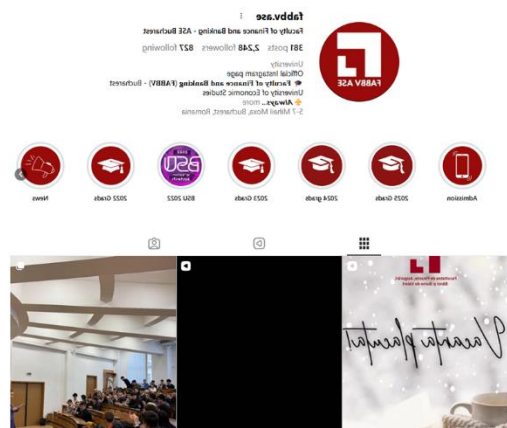 fabbv.ase
Faculty of Finance and Banking - ASE Bucharest
381 posts 2,248 followers 827 following
University
Official Instagram page
Faculty of Finance and Banking (FABBV) - Bucharest
University of Economic Studies
Always... more
5-7 Mihail Moxa, Bucharest, Romania
FABBV ASE
Admission
2025 Grads
2024 grads
2023 Grads
BSU 2022
2022 Grads
News
BSU
Vacanta placuta!